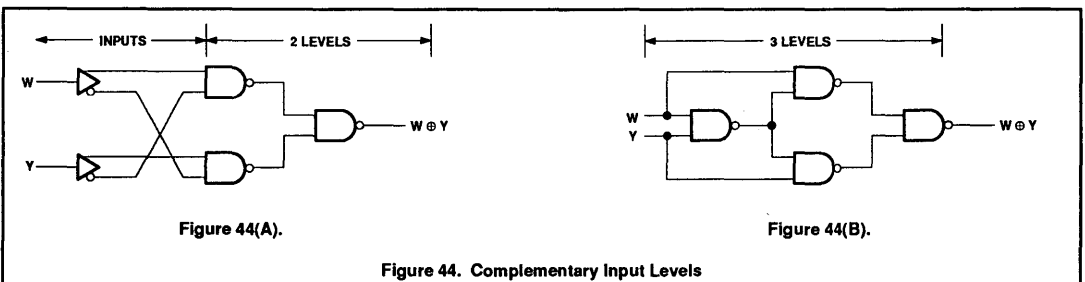 INPUTS
2 LEVELS
W
Y
W ⊕ Y
Figure 44(A).
3 LEVELS
W
Y
W ⊕ Y
Figure 44(B).
Figure 44. Complementary Input Levels